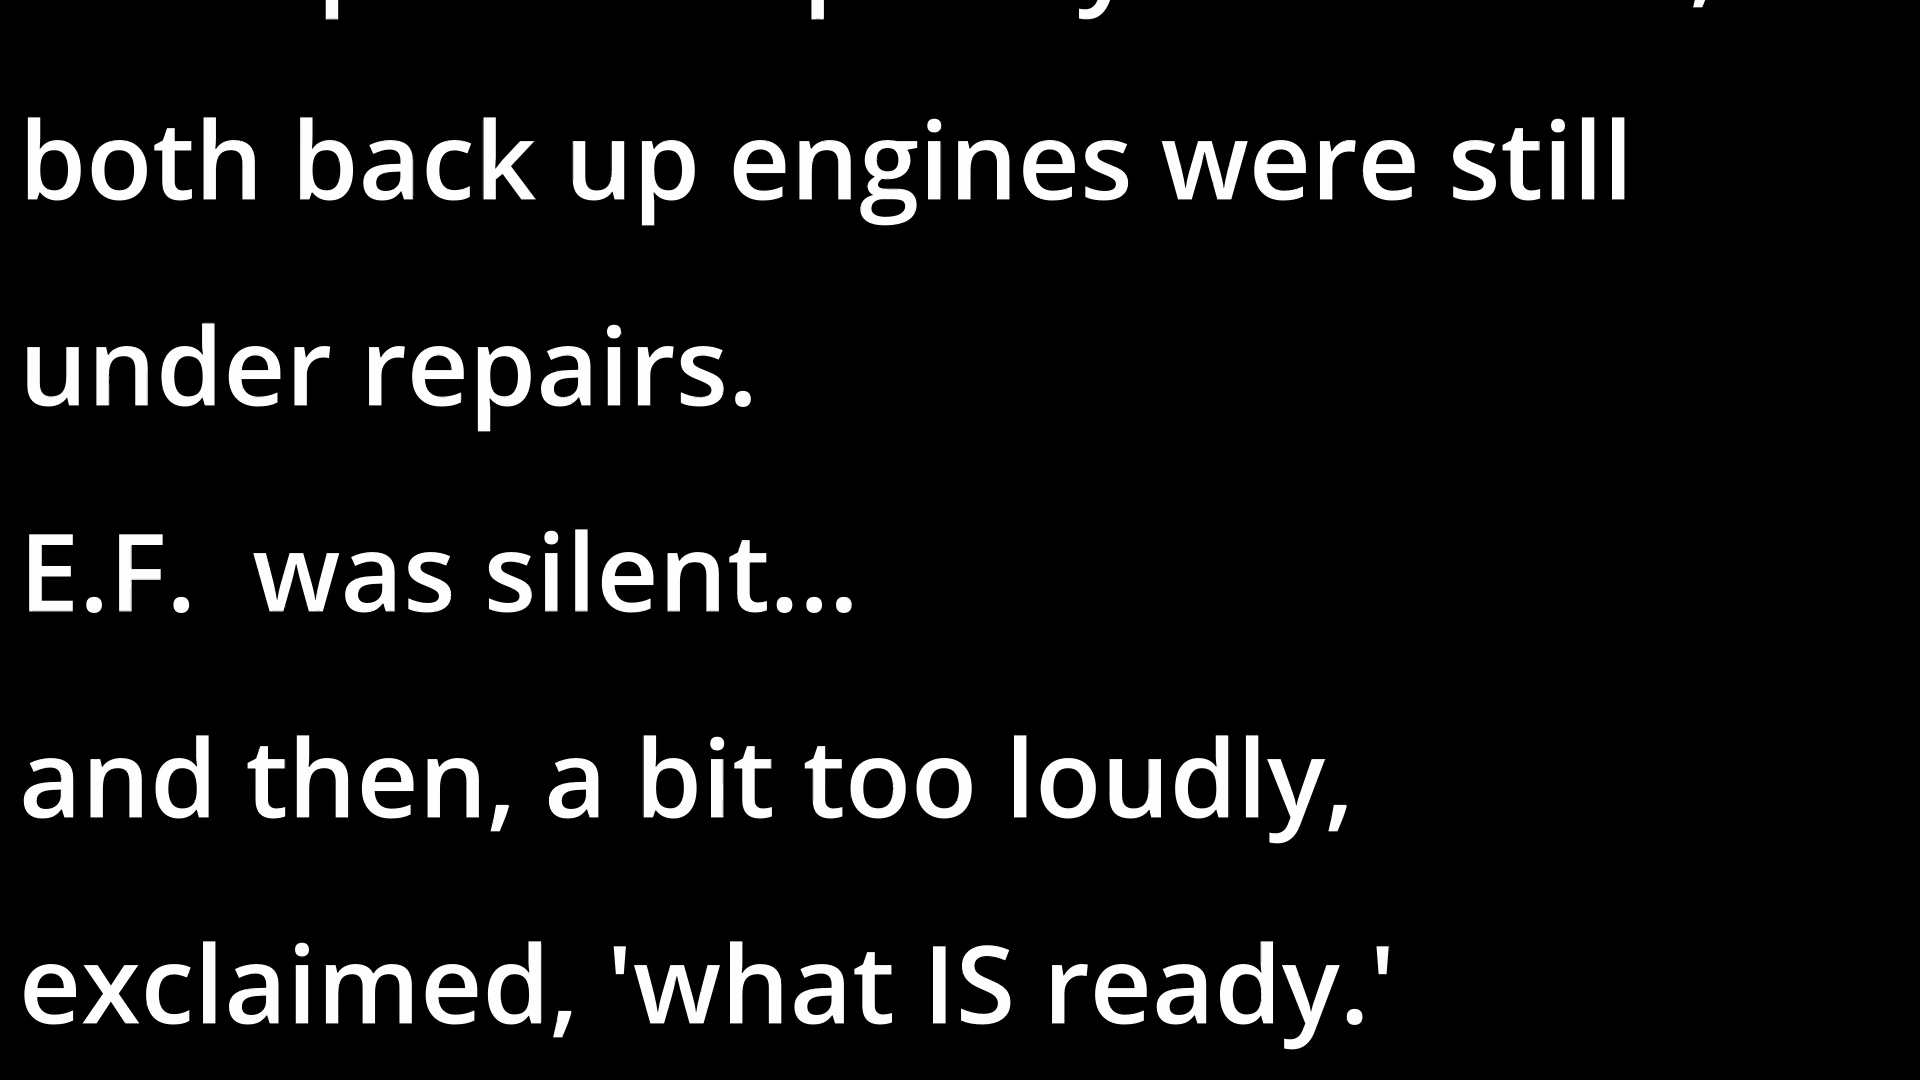 both back up engines were still
under repairs.
E.F.  was silent...
and then, a bit too loudly,
exclaimed, 'what IS ready.'